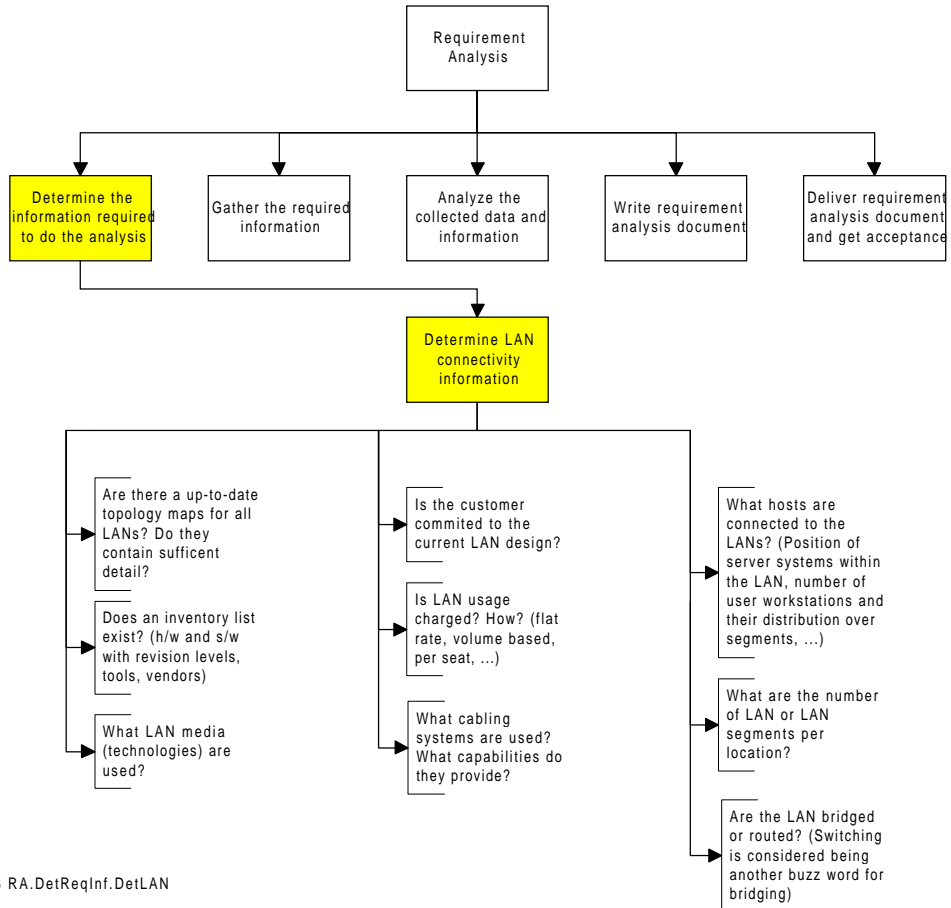 Requirement
Analysis
Determine the
information required
to do the analysis
Gather the required
information
Analyze the
collected data and
information
Write requirement
analysis document
Deliver requirement
analysis document
and get acceptance
Determine LAN
connectivity
information
Are there a up-to-date
topology maps for all
LANs? Do they
contain sufficent
detail?
Does an inventory list
exist? (h/w and s/w
with revision levels,
tools, vendors)
What LAN media
(technologies) are
used?
Is the customer
commited to the
current LAN design?
Is LAN usage
charged? How? (flat
rate, volume based,
per seat, ...)
What cabling
systems are used?
What capabilities do
they provide?
What hosts are
connected to the
LANs? (Position of
server systems within
the LAN, number of
user workstations and
their distribution over
segments, ...)
What are the number
of LAN or LAN
segments per
location?
Are the LAN bridged
or routed? (Switching
is considered being
another buzz word for
bridging)
RA.DetReqInf.DetLAN